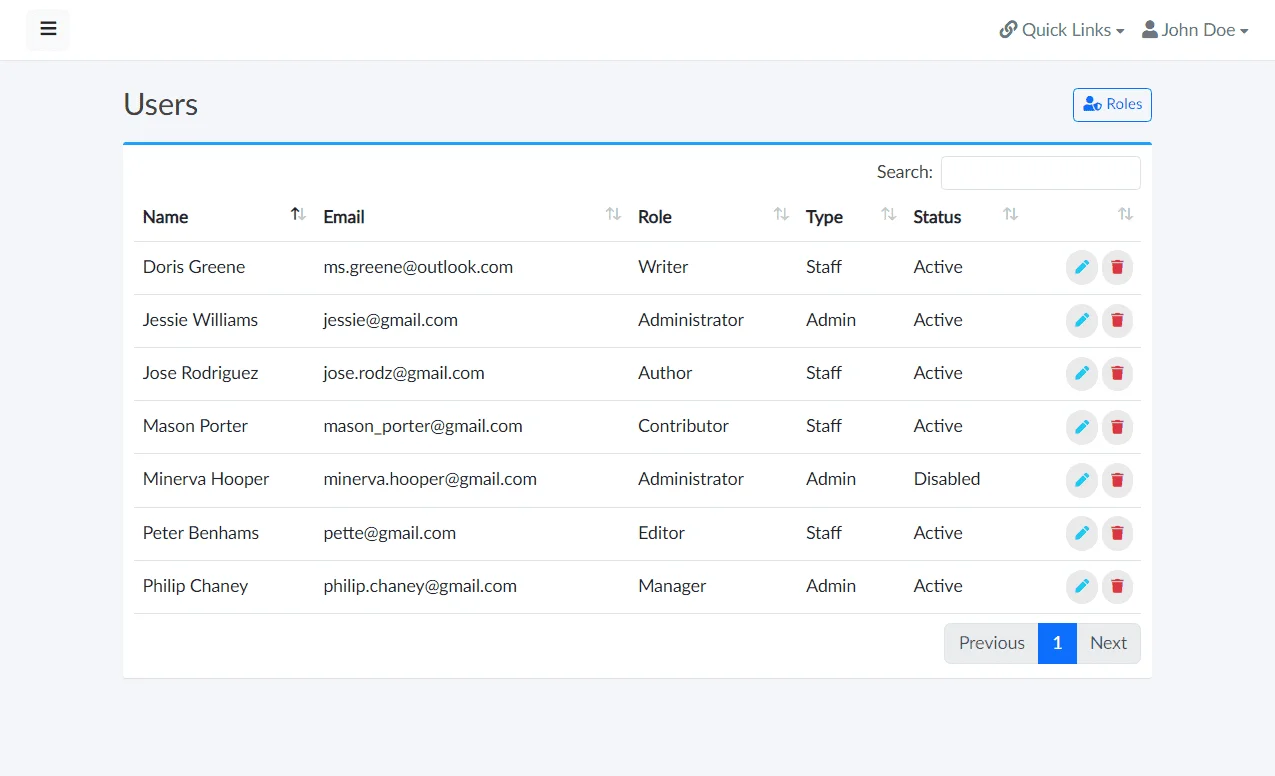 Quick Links John Doe
Users Roles
Search:
Name Email Role Type Status
Doris Greene ms.greene@outlook.com Writer Staff Active
Jessie Williams jessie@gmail.com Administrator Admin Active
Jose Rodriguez jose.rodz@gmail.com Author Staff Active
Mason Porter mason_porter@gmail.com Contributor Staff Active
Minerva Hooper minerva.hooper@gmail.com Administrator Admin Disabled
Peter Benhams pette@gmail.com Editor Staff Active
Philip Chaney philip.chaney@gmail.com Manager Admin Active
Previous 1 Next